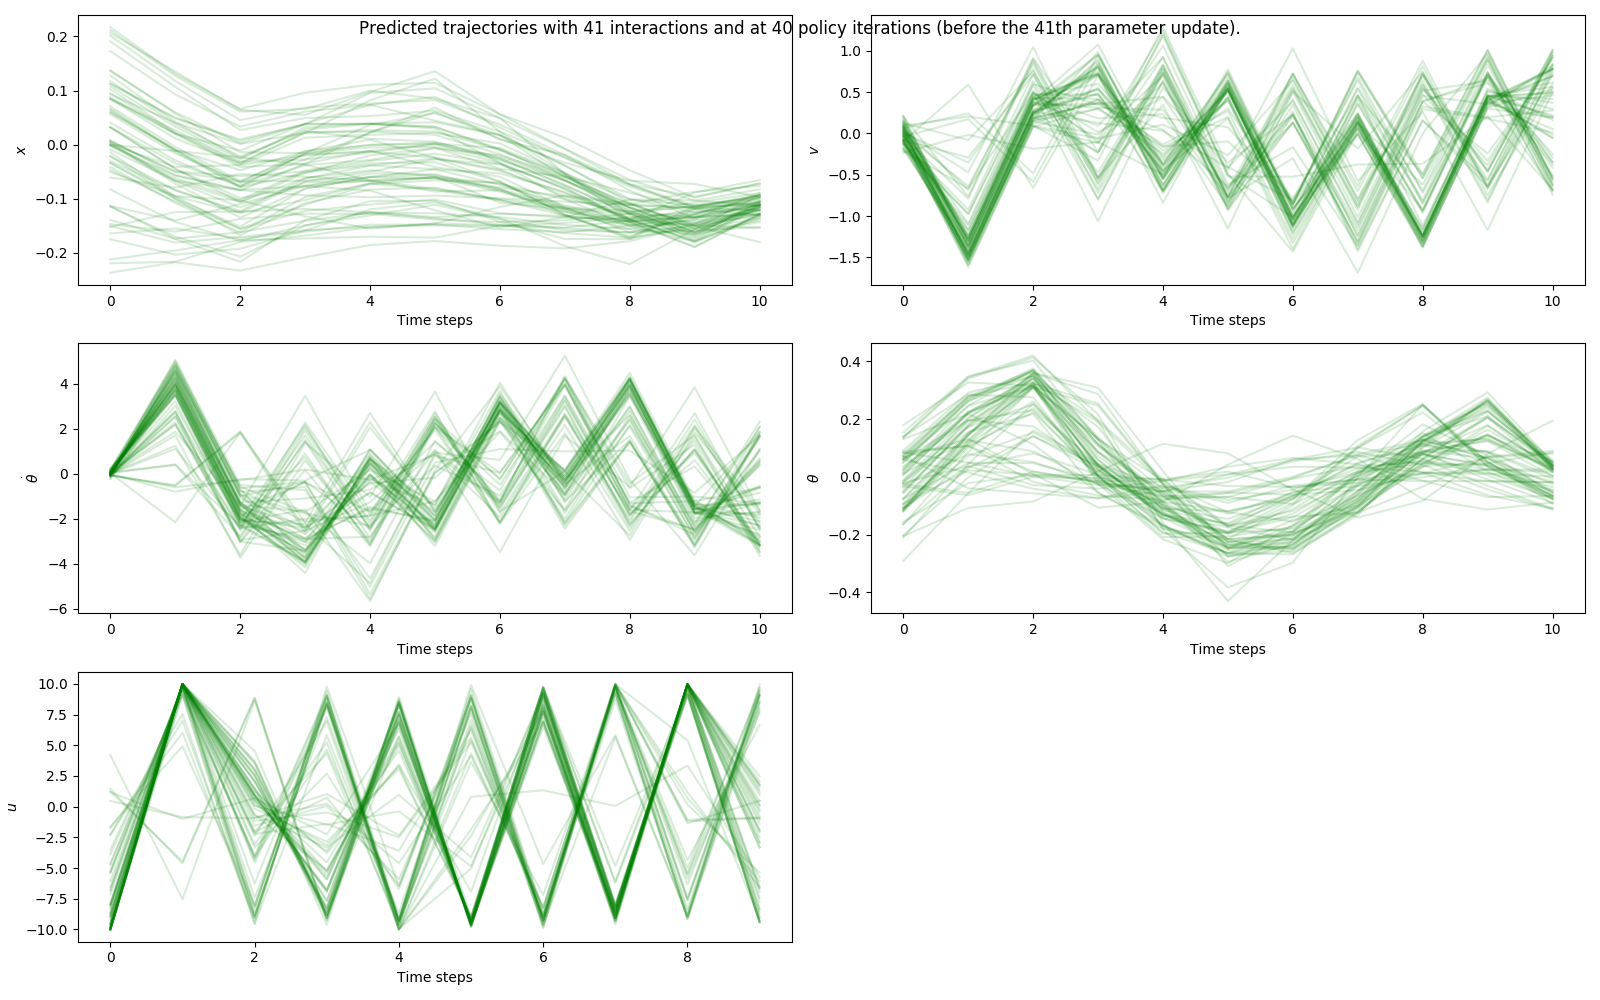 Predicted trajectories with 41 interactions and at 40 policy iterations (before the 41th parameter update).
0.2
0.1
0.0
−0.1
−0.2
x
0 2 4 6 8 10
Time steps
1.0
0.5
0.0
−0.5
−1.0
−1.5
v
0 2 4 6 8 10
Time steps
4
2
0
−2
−4
−6
θ̇
0 2 4 6 8 10
Time steps
0.4
0.2
0.0
−0.2
−0.4
θ
0 2 4 6 8 10
Time steps
10.0
7.5
5.0
2.5
0.0
−2.5
−5.0
−7.5
−10.0
u
0 2 4 6 8
Time steps